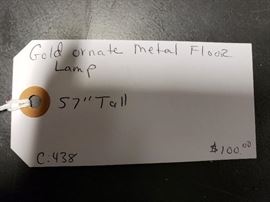 Gold ornate Metal Floor
Lamp
57" Tall
C.438
$100.00